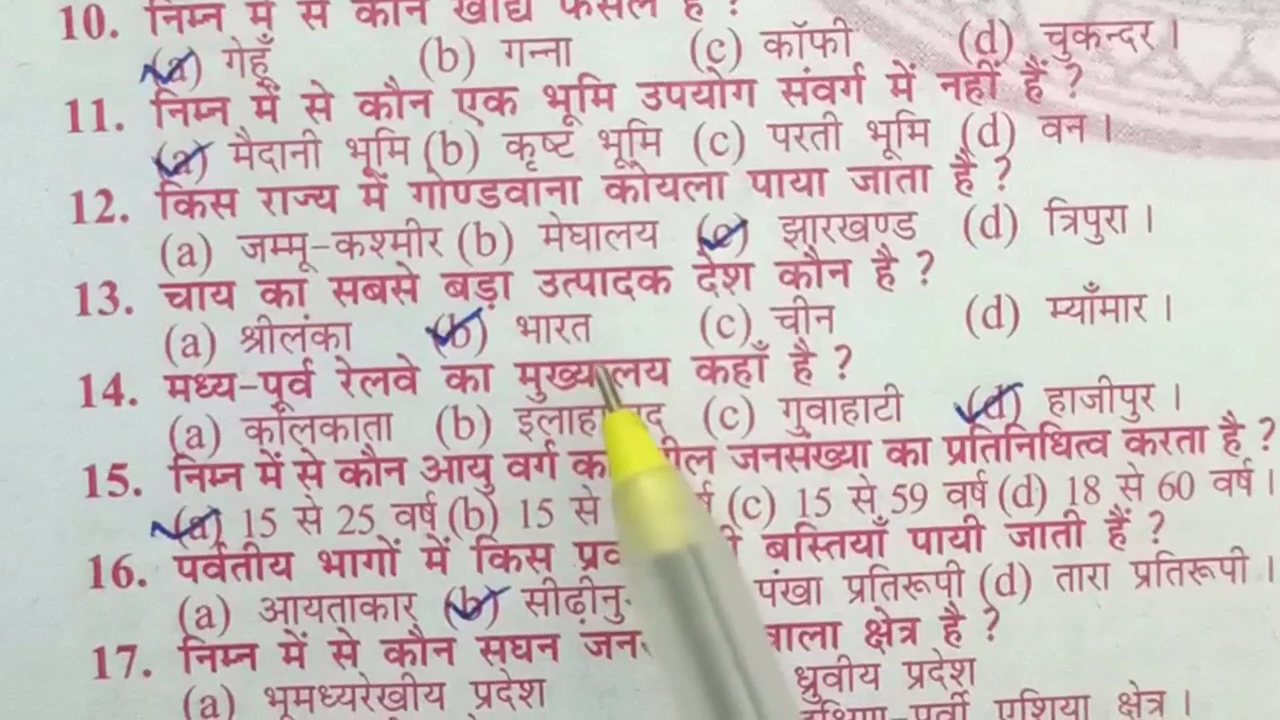 10. निम्न में से कौन खाद्य फसल है ?
(a) गेहूँ (b) गन्ना (c) कॉफी (d) चुकन्दर ।
11. निम्न में से कौन एक भूमि उपयोग संवर्ग में नहीं हैं ?
(a) मैदानी भूमि (b) कृष्ट भूमि (c) परती भूमि (d) वन ।
12. किस राज्य में गोण्डवाना कोयला पाया जाता है ?
(a) जम्मू-कश्मीर (b) मेघालय (c) झारखण्ड (d) त्रिपुरा ।
13. चाय का सबसे बड़ा उत्पादक देश कौन है ?
(a) श्रीलंका (b) भारत (c) चीन (d) म्याँमार ।
14. मध्य-पूर्व रेलवे का मुख्यालय कहाँ है ?
(a) कोलकाता (b) (c) गुवाहाटी (d) हाजीपुर ।
15. निम्न में से कौन आयु वर्ग जनसंख्या का प्रतिनिधित्व करता है ?
(a) 15 से 25 वर्ष (b) 15 से (c) 15 से 59 वर्ष (d) 18 से 60 वर्ष ।
16. पर्वतीय भागों में किस बस्तियाँ पायी जाती हैं ?
(a) आयताकार (b) पंखा प्रतिरूपी (d) तारा प्रतिरूपी ।
17. निम्न में से कौन सघन वाला क्षेत्र है ?
(a) भूमध्यरेखीय प्रदेश ध्रुवीय प्रदेश
एशिया क्षेत्र ।